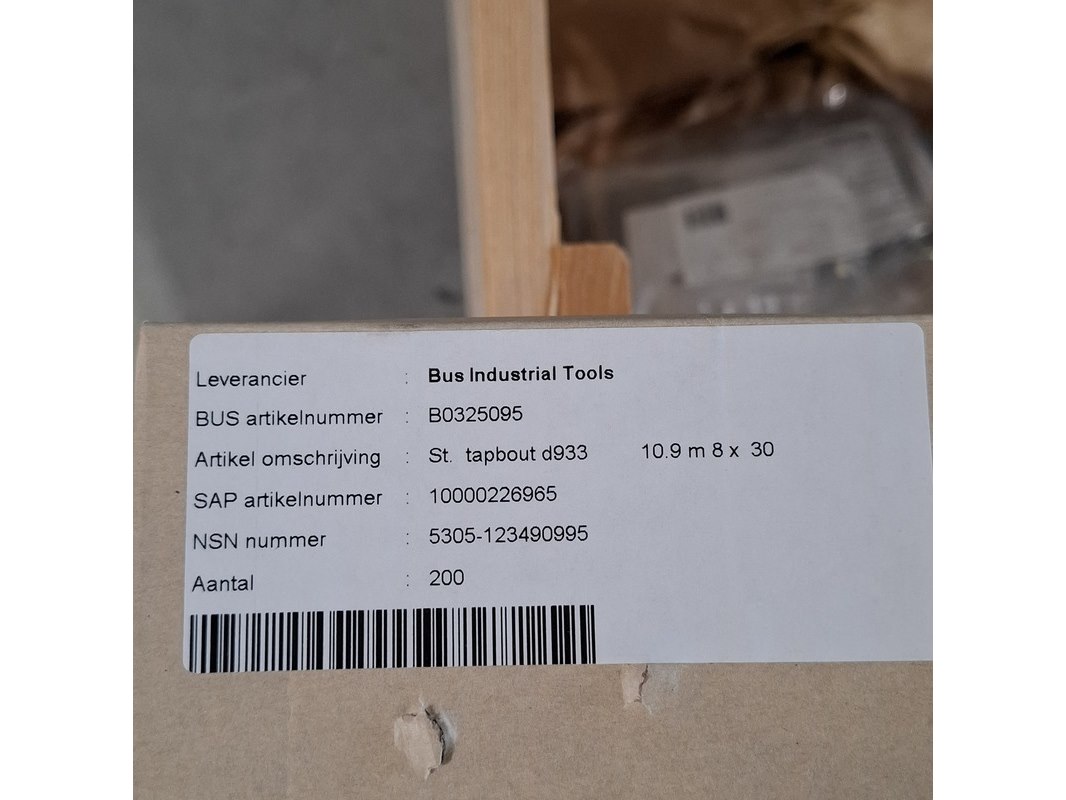 Leverancier : Bus Industrial Tools
BUS artikelnummer : B0325095
Artikel omschrijving : St. tapbout d933 10.9 m 8 x 30
SAP artikelnummer : 10000226965
NSN nummer : 5305-123490995
Aantal : 200